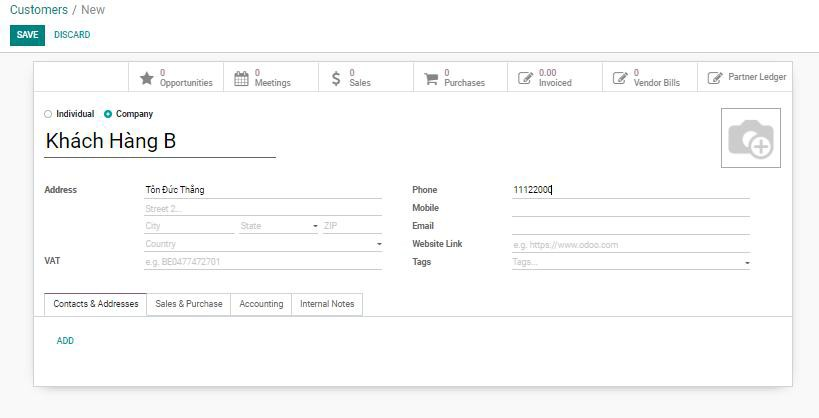 Customers / New
SAVE DISCARD
0 Opportunities
0 Meetings
0 Sales
0 Purchases
0.00 Invoiced
0 Vendor Bills
Partner Ledger
Individual Company
Khách Hàng B
Address Tôn Đức Thắng
Street 2...
City State ZIP
Country
VAT e.g. BE0477472701
Phone 11122000
Mobile
Email
Website Link e.g. https://www.odoo.com
Tags Tags...
Contacts & Addresses Sales & Purchase Accounting Internal Notes
ADD